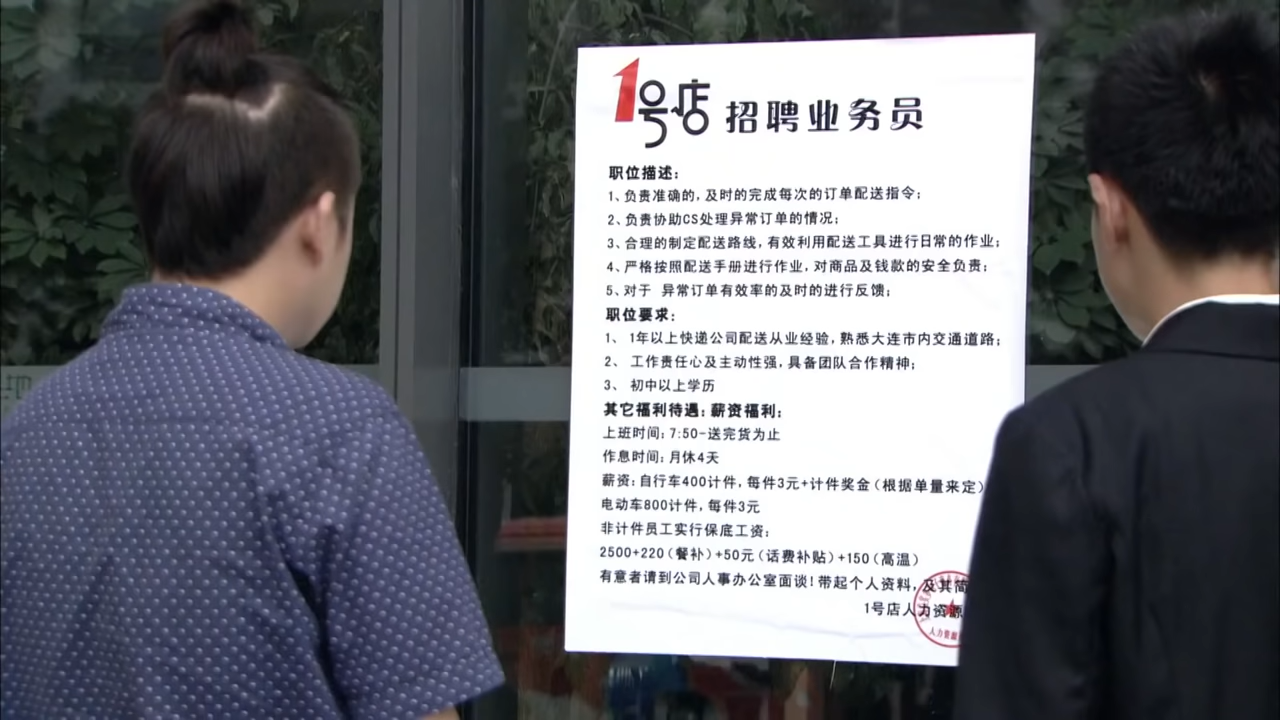 1号店 招聘业务员
职位描述：
1、负责准确的，及时的完成每次的订单配送指令；
2、负责协助CS处理异常订单的情况；
3、合理的制定配送路线，有效利用配送工具进行日常的作业；
4、严格按照配送手册进行作业，对商品及钱款的安全负责；
5、对于 异常订单有效率的及时的进行反馈；
职位要求：
1、 1年以上快递公司配送从业经验，熟悉大连市内交通道路；
2、 工作责任心及主动性强，具备团队合作精神；
3、 初中以上学历
其它福利待遇：薪资福利：
上班时间：7:50-送完货为止
作息时间：月休4天
薪资：自行车400计件，每件3元+计件奖金（根据单量来定）
电动车800计件，每件3元
非计件员工实行保底工资：
2500+220（餐补）+50元（话费补贴）+150（高温）
有意者请到公司人事办公室面谈！带起个人资料，及其简
1号店人力资源
人力资源